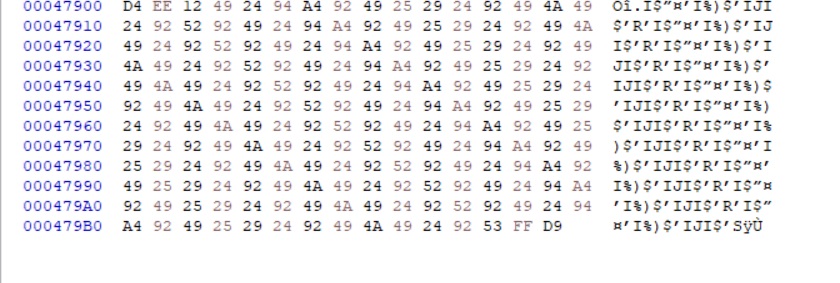 00047900 D4 EE 12 49 24 94 A4 92 49 25 29 24 92 49 4A 49 Ôî.I$”¤’I%)$’IJI
00047910 24 92 52 92 49 24 94 A4 92 49 25 29 24 92 49 4A $’R’I$”¤’I%)$’IJ
00047920 49 24 92 52 92 49 24 94 A4 92 49 25 29 24 92 49 I$’R’I$”¤’I%)$’I
00047930 4A 49 24 92 52 92 49 24 94 A4 92 49 25 29 24 92 JI$’R’I$”¤’I%)$’
00047940 49 4A 49 24 92 52 92 49 24 94 A4 92 49 25 29 24 IJI$’R’I$”¤’I%)$
00047950 92 49 4A 49 24 92 52 92 49 24 94 A4 92 49 25 29 ’IJI$’R’I$”¤’I%)
00047960 24 92 49 4A 49 24 92 52 92 49 24 94 A4 92 49 25 $’IJI$’R’I$”¤’I%
00047970 29 24 92 49 4A 49 24 92 52 92 49 24 94 A4 92 49 )$’IJI$’R’I$”¤’I
00047980 25 29 24 92 49 4A 49 24 92 52 92 49 24 94 A4 92 %)$’IJI$’R’I$”¤’
00047990 49 25 29 24 92 49 4A 49 24 92 52 92 49 24 94 A4 I%)$’IJI$’R’I$”¤
000479A0 92 49 25 29 24 92 49 4A 49 24 92 52 92 49 24 94 ’I%)$’IJI$’R’I$”
000479B0 A4 92 49 25 29 24 92 49 4A 49 24 92 53 FF D9 ¤’I%)$’IJI$’SÿÙ